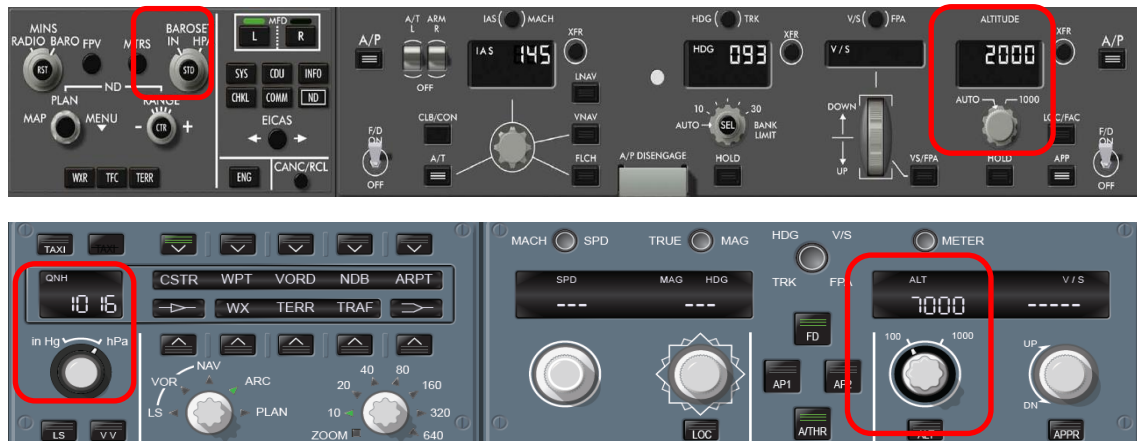 MINS
RADIO BARO FPV MTRS
BAROSET
IN HPA
RST
STD
ND
PLAN
RANGE
MAP MENU
- CTR +
WXR TFC TERR
MFD
L R
SYS CDU INFO
CHKL COMM ND
EICAS
ENG CANC/RCL
A/P
F/D
ON
OFF
A/T ARM
L R
OFF
CLB/CON
A/T
IAS MACH
IAS 145
XFR
LNAV
VNAV
FLCH
A/P DISENGAGE
HDG TRK
HDG 093
XFR
10 30
AUTO SEL BANK
LIMIT
HOLD
V/S FPA
V/S
DOWN
UP
VS/FPA
ALTITUDE
2000
AUTO 1000
HOLD
XFR
LOC/FAC
APP
A/P
F/D
ON
OFF
TAXI
QNH
1016
in Hg hPa
LS V V
CSTR WPT VORD NDB ARPT
WX TERR TRAF
NAV
VOR ARC
LS PLAN
40 80
20 160
10 320
ZOOM 640
MACH SPD TRUE MAG
SPD MAG HDG
--- ---
LOC
HDG V/S
TRK FPA
FD
AP1 AP2
A/THR
METER
ALT V/S
7000 -----
100 1000
ALT
UP
DN
APPR